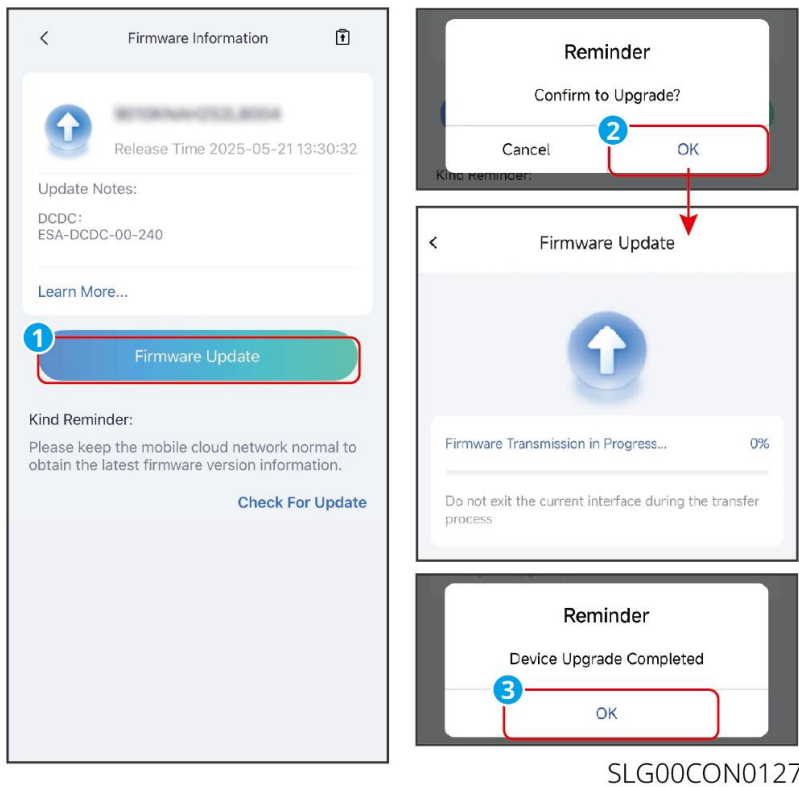 Firmware Information
Release Time 2025-05-21 13:30:32
Update Notes:
DCDC:
ESA-DCDC-00-240
Learn More...
1
Firmware Update
Kind Reminder:
Please keep the mobile cloud network normal to
obtain the latest firmware version information.
Check For Update
Reminder
Confirm to Upgrade?
2
Cancel
OK
Kind Reminder:
Firmware Update
Firmware Transmission in Progress...
0%
Do not exit the current interface during the transfer
process
Reminder
Device Upgrade Completed
3
OK
SLG00CON0127